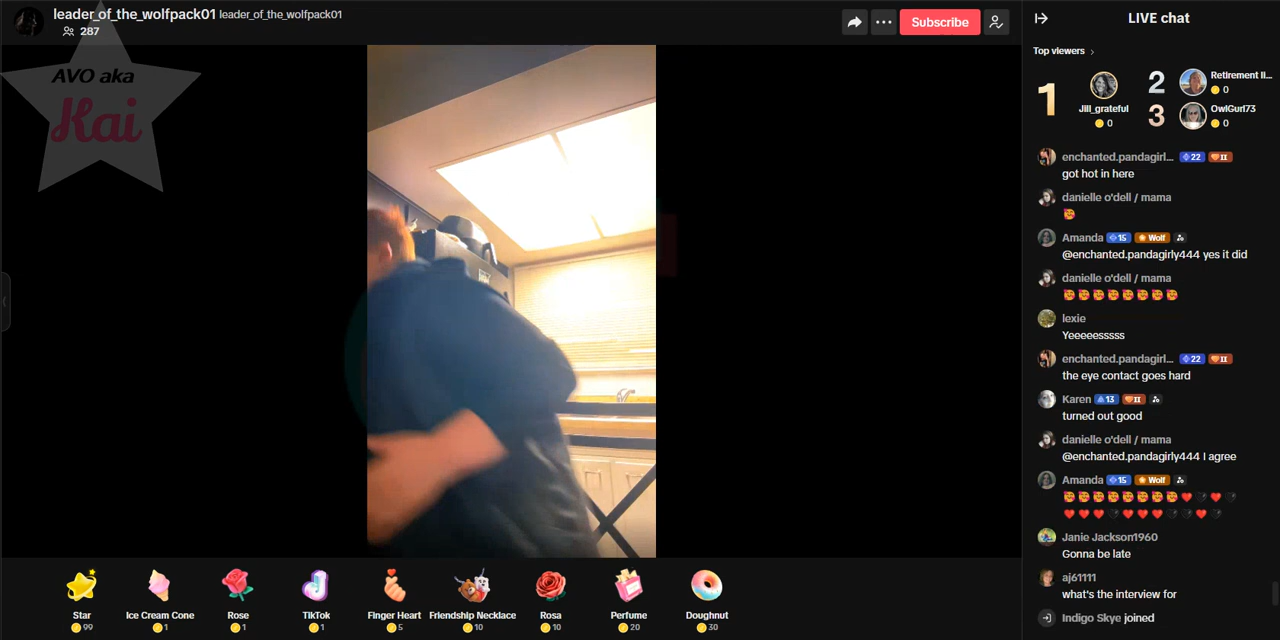 leader_of_the_wolfpack01 leader_of_the_wolfpack01
287
Subscribe
AVO aka
Kai
LIVE chat
Top viewers
1
Jill_grateful
0
2
Retirement li...
0
3
OwlGurl73
0
enchanted.pandagirl... 22 II
got hot in here
danielle o'dell / mama
Amanda 15 Wolf
@enchanted.pandagirly444 yes it did
danielle o'dell / mama
lexie
Yeeeeesssss
enchanted.pandagirl... 22 II
the eye contact goes hard
Karen 13 II
turned out good
danielle o'dell / mama
@enchanted.pandagirly444 I agree
Amanda 15 Wolf
Janie Jackson1960
Gonna be late
aj61111
what's the interview for
Indigo Skye joined
Star
99
Ice Cream Cone
1
Rose
1
TikTok
1
Finger Heart
5
Friendship Necklace
10
Rosa
10
Perfume
20
Doughnut
30